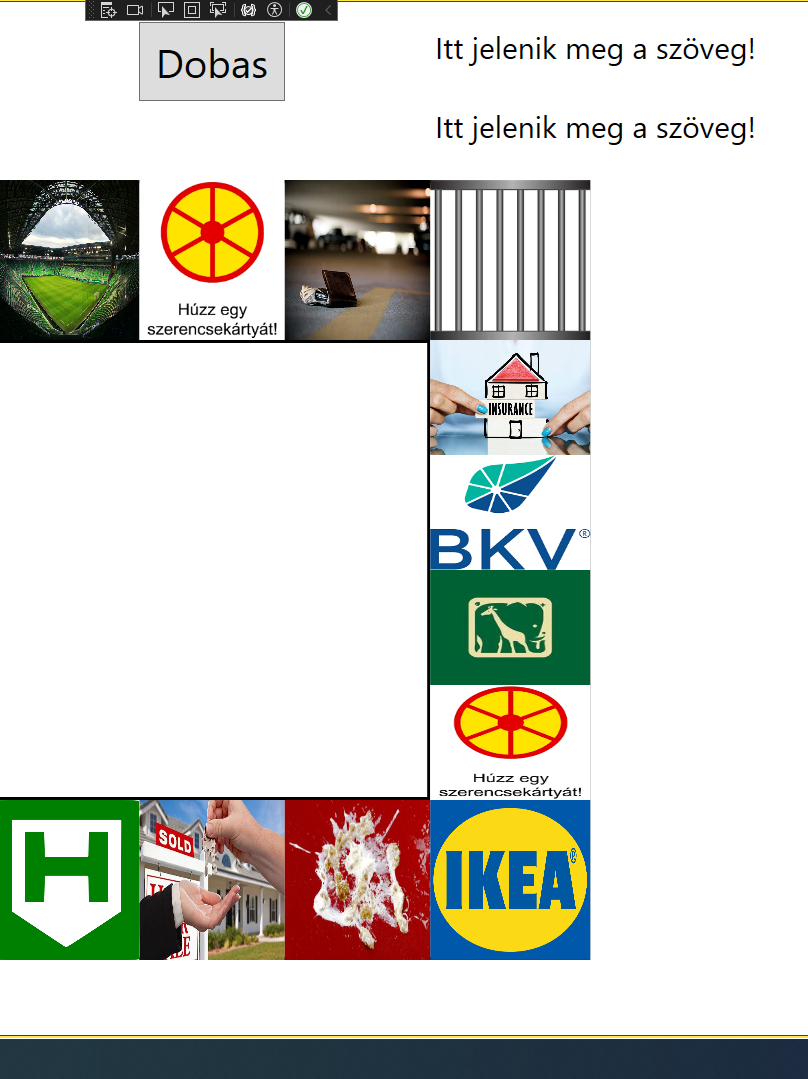 Dobas
Itt jelenik meg a szöveg!
Itt jelenik meg a szöveg!
Húzz egy
szerencsekártyát!
INSURANCE
BKV®
Húzz egy
szerencsekártyát!
H
SOLD
IKEA®